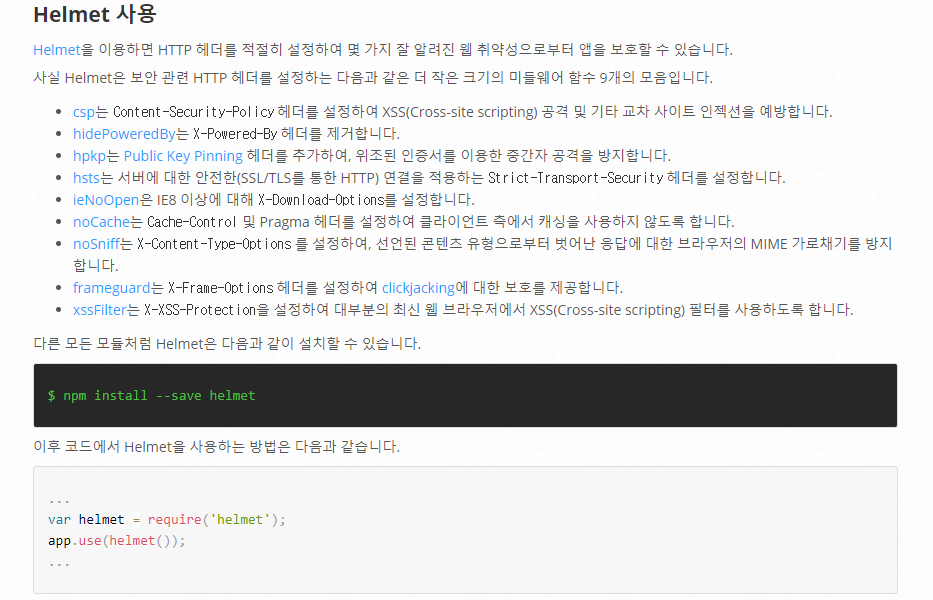 Helmet 사용
Helmet을 이용하면 HTTP 헤더를 적절히 설정하여 몇 가지 잘 알려진 웹 취약성으로부터 앱을 보호할 수 있습니다.
사실 Helmet은 보안 관련 HTTP 헤더를 설정하는 다음과 같은 더 작은 크기의 미들웨어 함수 9개의 모음입니다.
• csp는 Content-Security-Policy 헤더를 설정하여 XSS(Cross-site scripting) 공격 및 기타 교차 사이트 인젝션을 예방합니다.
• hidePoweredBy는 X-Powered-By 헤더를 제거합니다.
• hpkp는 Public Key Pinning 헤더를 추가하여, 위조된 인증서를 이용한 중간자 공격을 방지합니다.
• hsts는 서버에 대한 안전한(SSL/TLS를 통한 HTTP) 연결을 적용하는 Strict-Transport-Security 헤더를 설정합니다.
• ieNoOpen은 IE8 이상에 대해 X-Download-Options를 설정합니다.
• noCache는 Cache-Control 및 Pragma 헤더를 설정하여 클라이언트 측에서 캐싱을 사용하지 않도록 합니다.
• noSniff는 X-Content-Type-Options 를 설정하여, 선언된 콘텐츠 유형으로부터 벗어난 응답에 대한 브라우저의 MIME 가로채기를 방지
합니다.
• frameguard는 X-Frame-Options 헤더를 설정하여 clickjacking에 대한 보호를 제공합니다.
• xssFilter는 X-XSS-Protection을 설정하여 대부분의 최신 웹 브라우저에서 XSS(Cross-site scripting) 필터를 사용하도록 합니다.
다른 모든 모듈처럼 Helmet은 다음과 같이 설치할 수 있습니다.
$ npm install --save helmet
이후 코드에서 Helmet을 사용하는 방법은 다음과 같습니다.
...
var helmet = require('helmet');
app.use(helmet());
...